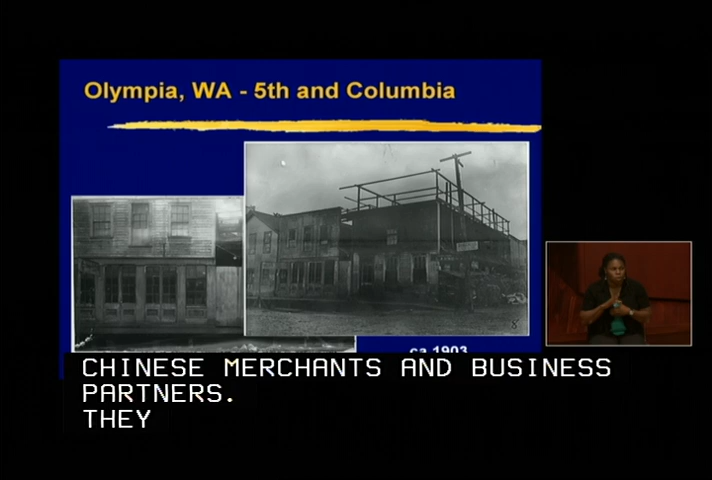 Olympia, WA - 5th and Columbia
ca 1903
CHINESE MERCHANTS AND BUSINESS
PARTNERS.
THEY